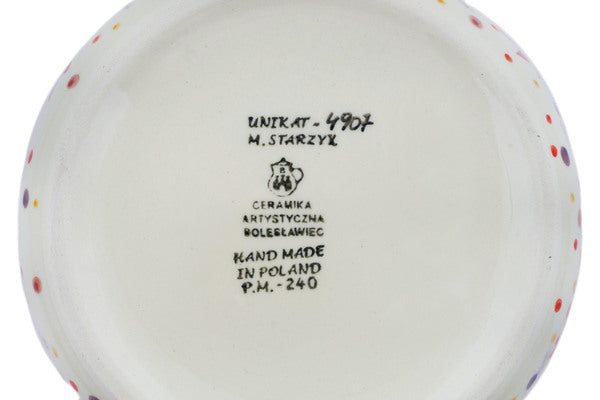 UNIKAT - 4907
M. STARZYK
B
CERAMIKA
ARTYSTYCZNA
BOLESŁAWIEC
HAND MADE
IN POLAND
P.M. - 240